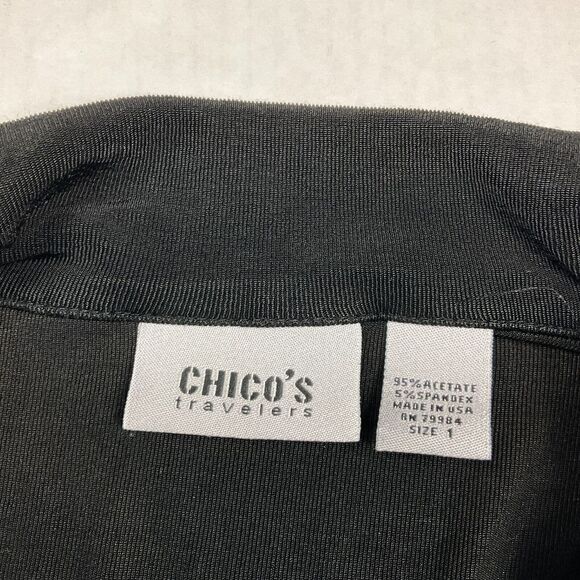 CHICO'S
travelers
95% ACETATE
5% SPANDEX
MADE IN USA
RN 79984
SIZE 1